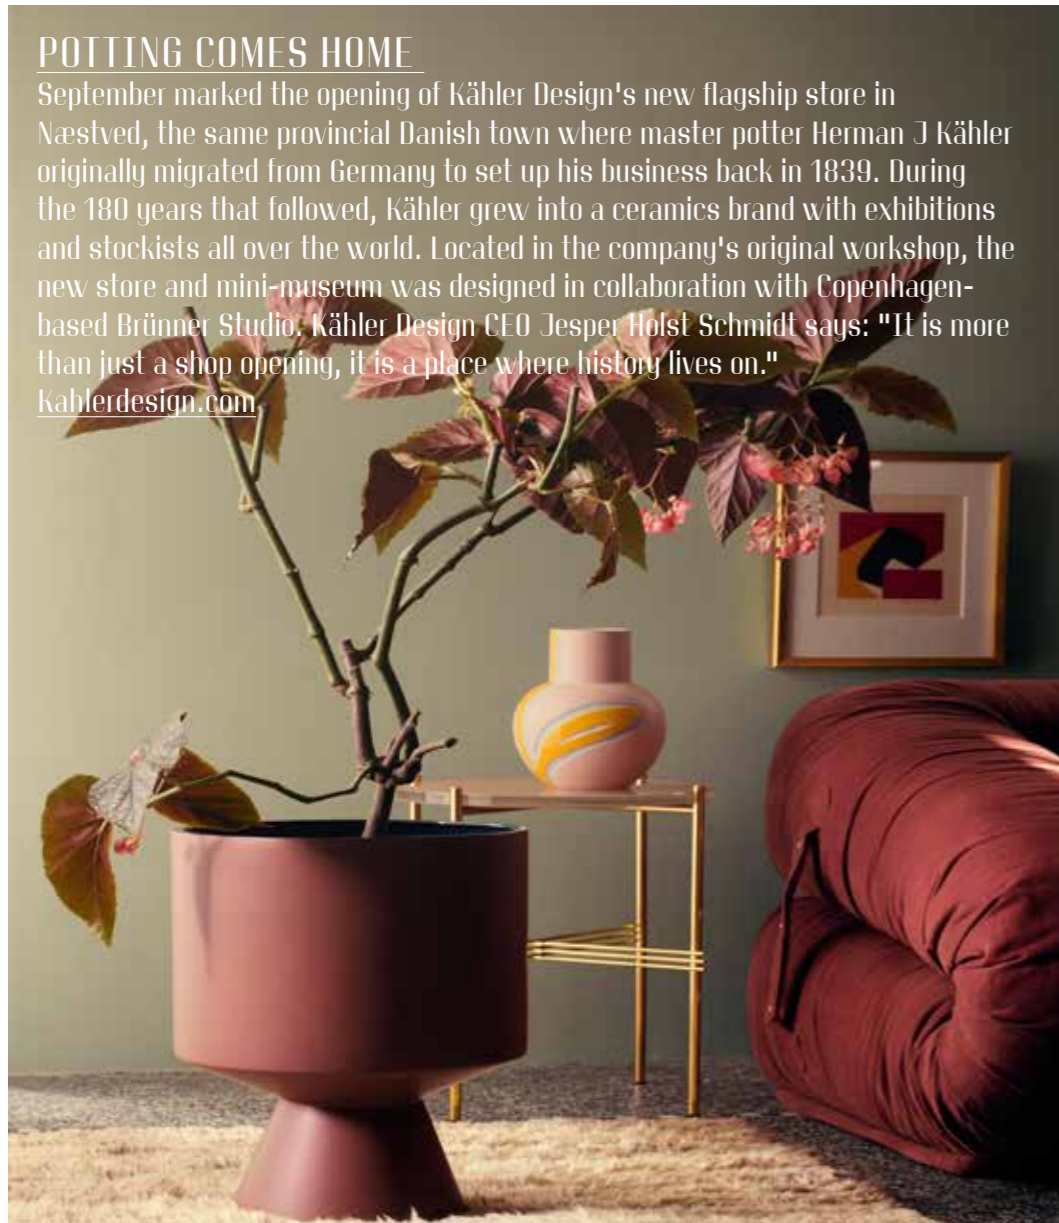 POTTING COMES HOME
September marked the opening of Kähler Design's new flagship store in
Næstved, the same provincial Danish town where master potter Herman J Kähler
originally migrated from Germany to set up his business back in 1839. During
the 180 years that followed, Kähler grew into a ceramics brand with exhibitions
and stockists all over the world. Located in the company's original workshop, the
new store and mini-museum was designed in collaboration with Copenhagen-
based Brünner Studio. Kähler Design CEO Jesper Holst Schmidt says: "It is more
than just a shop opening, it is a place where history lives on."
Kahlerdesign.com